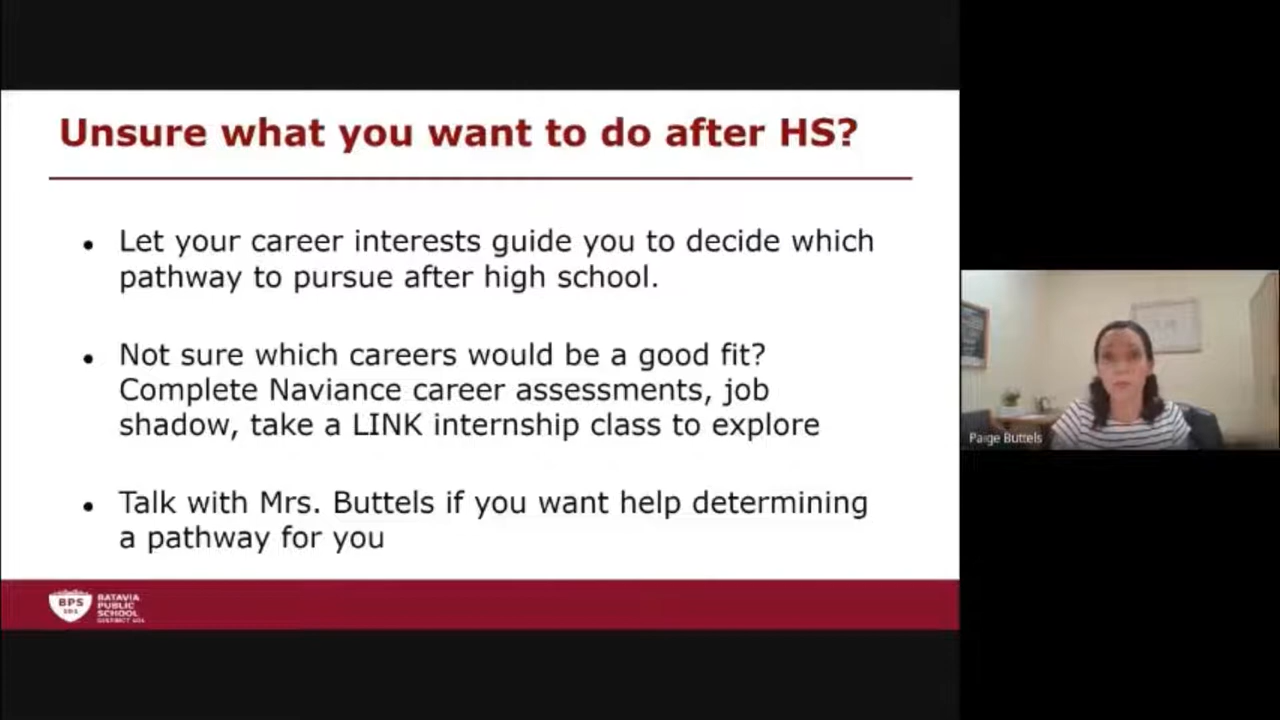 Unsure what you want to do after HS?
● Let your career interests guide you to decide which
pathway to pursue after high school.
● Not sure which careers would be a good fit?
Complete Naviance career assessments, job
shadow, take a LINK internship class to explore
● Talk with Mrs. Buttels if you want help determining
a pathway for you
BPS
101
BATAVIA
PUBLIC
SCHOOL
DISTRICT 101
Paige Buttels